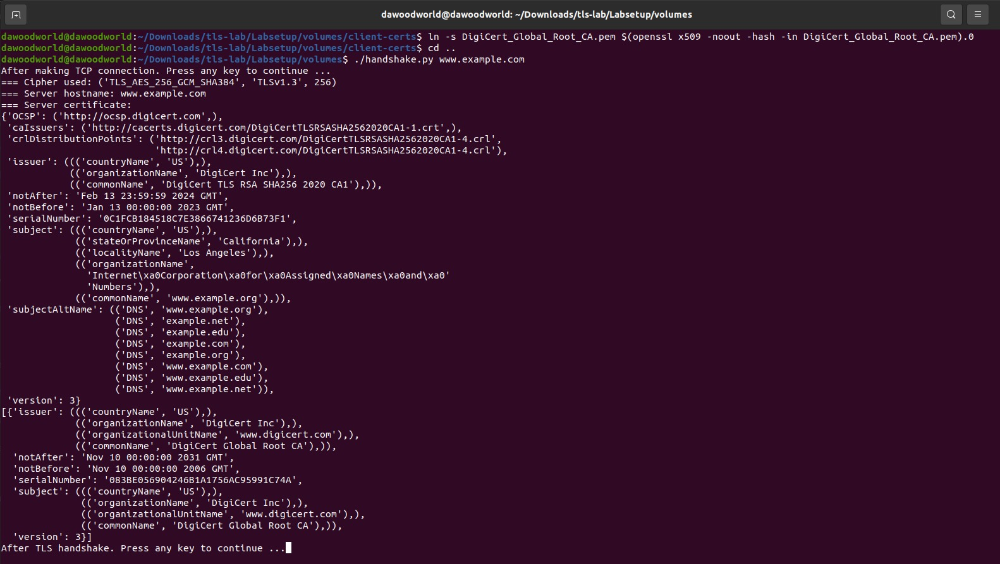 dawoodworld@dawoodworld: ~/Downloads/tls-lab/Labsetup/volumes
dawoodworld@dawoodworld:~/Downloads/tls-lab/Labsetup/volumes/client-certs$ ln -s DigiCert_Global_Root_CA.pem $(openssl x509 -noout -hash -in DigiCert_Global_Root_CA.pem).0
dawoodworld@dawoodworld:~/Downloads/tls-lab/Labsetup/volumes/client-certs$ cd ..
dawoodworld@dawoodworld:~/Downloads/tls-lab/Labsetup/volumes$ ./handshake.py www.example.com
After making TCP connection. Press any key to continue ...
=== Cipher used: ('TLS_AES_256_GCM_SHA384', 'TLSv1.3', 256)
=== Server hostname: www.example.com
=== Server certificate:
{'OCSP': ('http://ocsp.digicert.com',),
 'caIssuers': ('http://cacerts.digicert.com/DigiCertTLSRSASHA2562020CA1-1.crt',),
 'crlDistributionPoints': ('http://crl3.digicert.com/DigiCertTLSRSASHA2562020CA1-4.crl',
                           'http://crl4.digicert.com/DigiCertTLSRSASHA2562020CA1-4.crl'),
 'issuer': ((('countryName', 'US'),),
            (('organizationName', 'DigiCert Inc'),),
            (('commonName', 'DigiCert TLS RSA SHA256 2020 CA1'),)),
 'notAfter': 'Feb 13 23:59:59 2024 GMT',
 'notBefore': 'Jan 13 00:00:00 2023 GMT',
 'serialNumber': '0C1FCB184518C7E3866741236D6B73F1',
 'subject': ((('countryName', 'US'),),
             (('stateOrProvinceName', 'California'),),
             (('localityName', 'Los Angeles'),),
             (('organizationName',
               'Internet\xa0Corporation\xa0for\xa0Assigned\xa0Names\xa0and\xa0'
               'Numbers'),),
             (('commonName', 'www.example.org'),)),
 'subjectAltName': (('DNS', 'www.example.org'),
                    ('DNS', 'example.net'),
                    ('DNS', 'example.edu'),
                    ('DNS', 'example.com'),
                    ('DNS', 'example.org'),
                    ('DNS', 'www.example.com'),
                    ('DNS', 'www.example.edu'),
                    ('DNS', 'www.example.net')),
 'version': 3}
[{'issuer': ((('countryName', 'US'),),
             (('organizationName', 'DigiCert Inc'),),
             (('organizationalUnitName', 'www.digicert.com'),),
             (('commonName', 'DigiCert Global Root CA'),)),
  'notAfter': 'Nov 10 00:00:00 2031 GMT',
  'notBefore': 'Nov 10 00:00:00 2006 GMT',
  'serialNumber': '083BE056904246B1A1756AC95991C74A',
  'subject': ((('countryName', 'US'),),
              (('organizationName', 'DigiCert Inc'),),
              (('organizationalUnitName', 'www.digicert.com'),),
              (('commonName', 'DigiCert Global Root CA'),)),
  'version': 3}]
After TLS handshake. Press any key to continue ...